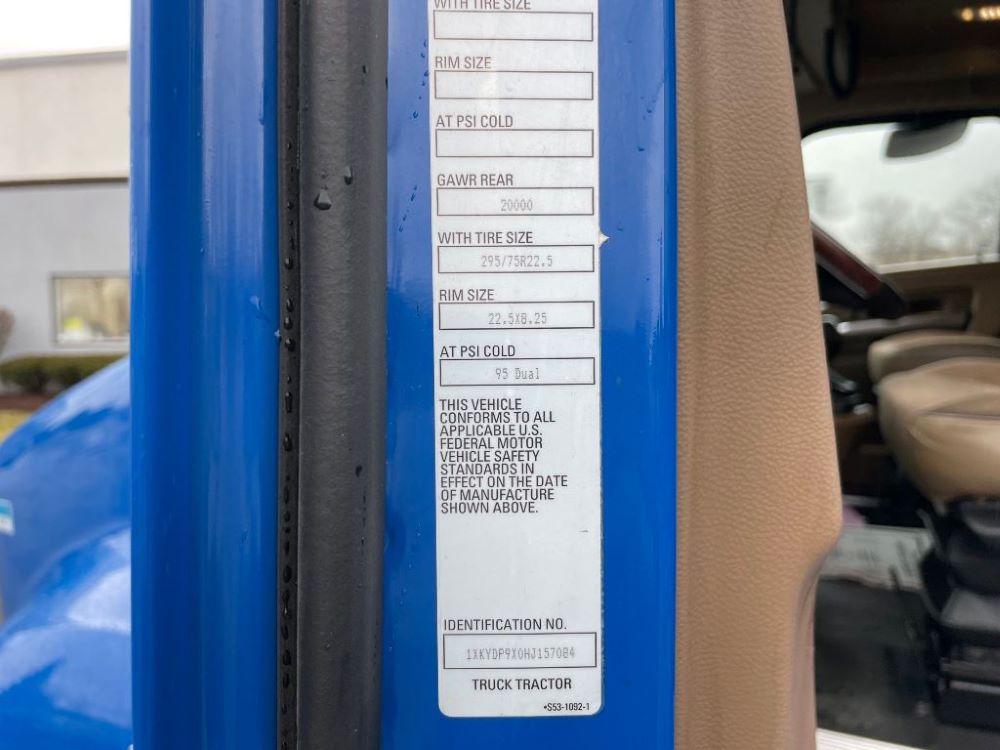 WITH TIRE SIZE
RIM SIZE
AT PSI COLD
GAWR REAR
20000
WITH TIRE SIZE
295/75R22.5
RIM SIZE
22.5X8.25
AT PSI COLD
95 Dual
THIS VEHICLE
CONFORMS TO ALL
APPLICABLE U.S.
FEDERAL MOTOR
VEHICLE SAFETY
STANDARDS IN
EFFECT ON THE DATE
OF MANUFACTURE
SHOWN ABOVE.
IDENTIFICATION NO.
1XKYDP9X0HJ157084
TRUCK TRACTOR
*S53-1092-1